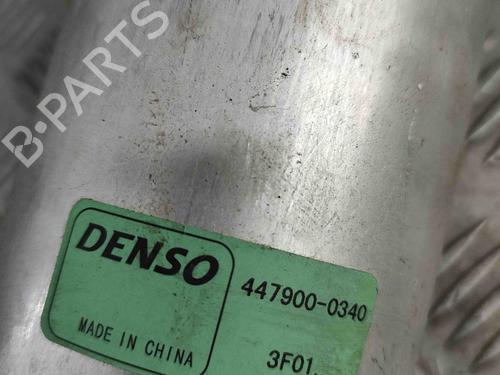 B-PARTS
DENSO
447900-0340
MADE IN CHINA
3F01.